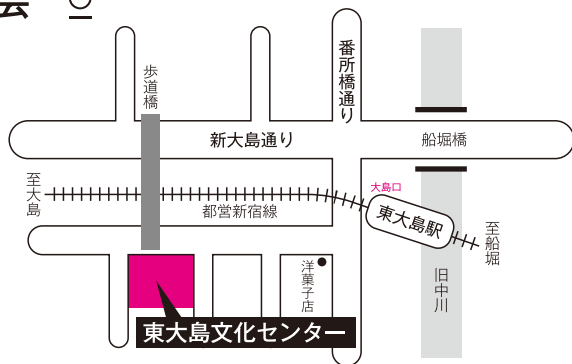 会
歩道橋
番所橋通り
新大島通り
船堀橋
至大島
都営新宿線
大島口
東大島駅
至船堀
洋菓子店
旧中川
東大島文化センター